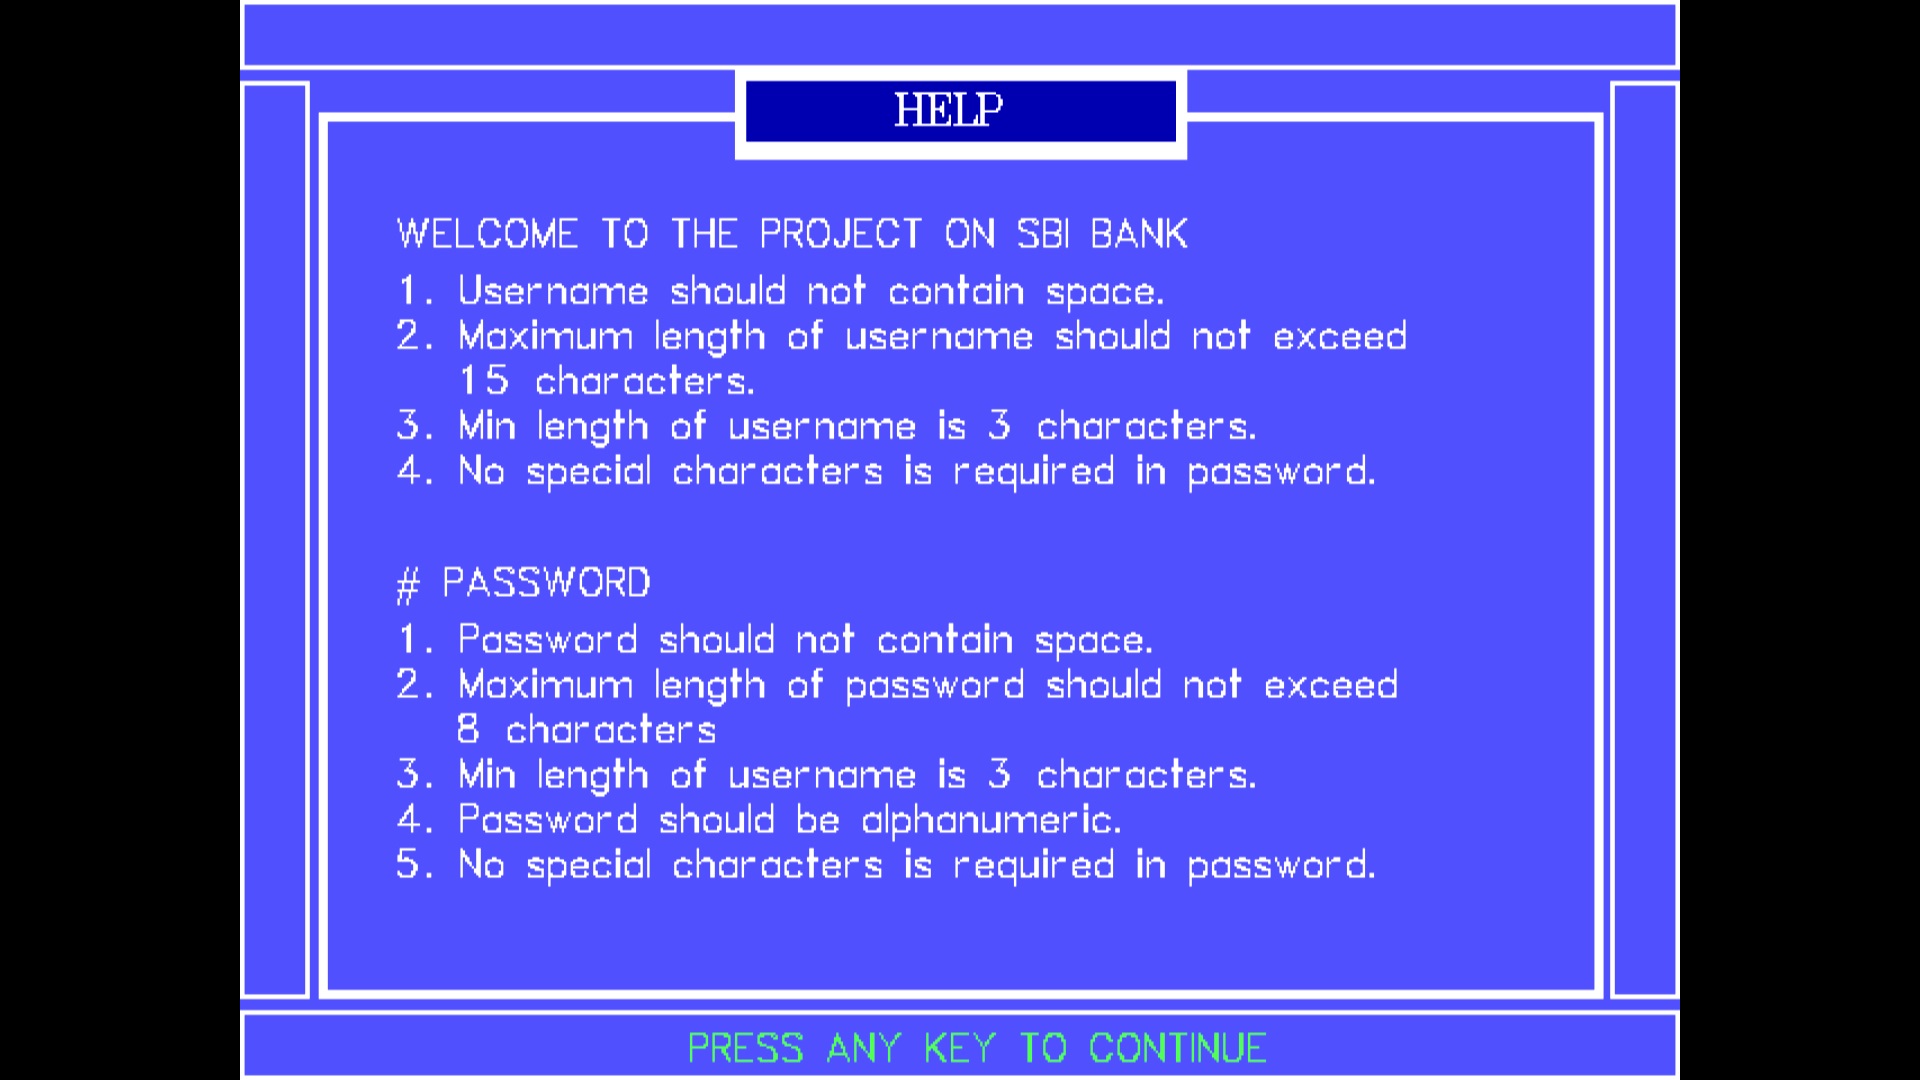 HELP
WELCOME TO THE PROJECT ON SBI BANK
1. Username should not contain space.
2. Maximum length of username should not exceed
15 characters.
3. Min length of username is 3 characters.
4. No special characters is required in password.
# PASSWORD
1. Password should not contain space.
2. Maximum length of password should not exceed
8 characters
3. Min length of username is 3 characters.
4. Password should be alphanumeric.
5. No special characters is required in password.
PRESS ANY KEY TO CONTINUE